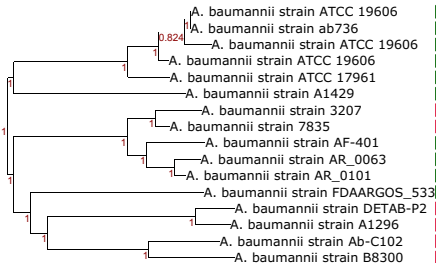 A. baumannii strain ATCC 19606
1
A. baumannii strain ab736
0.824
A. baumannii strain ATCC 19606
1
A. baumannii strain ATCC 19606
1
A. baumannii strain ATCC 17961
1
A. baumannii strain A1429
A. baumannii strain 3207
1
1
A. baumannii strain 7835
1
A. baumannii strain AF-401
1
A. baumannii strain AR_0063
1
A. baumannii strain AR_0101
1
A. baumannii strain FDAARGOS_533
1
A. baumannii strain DETAB-P2
1
A. baumannii strain A1296
1
A. baumannii strain Ab-C102
1
A. baumannii strain B8300